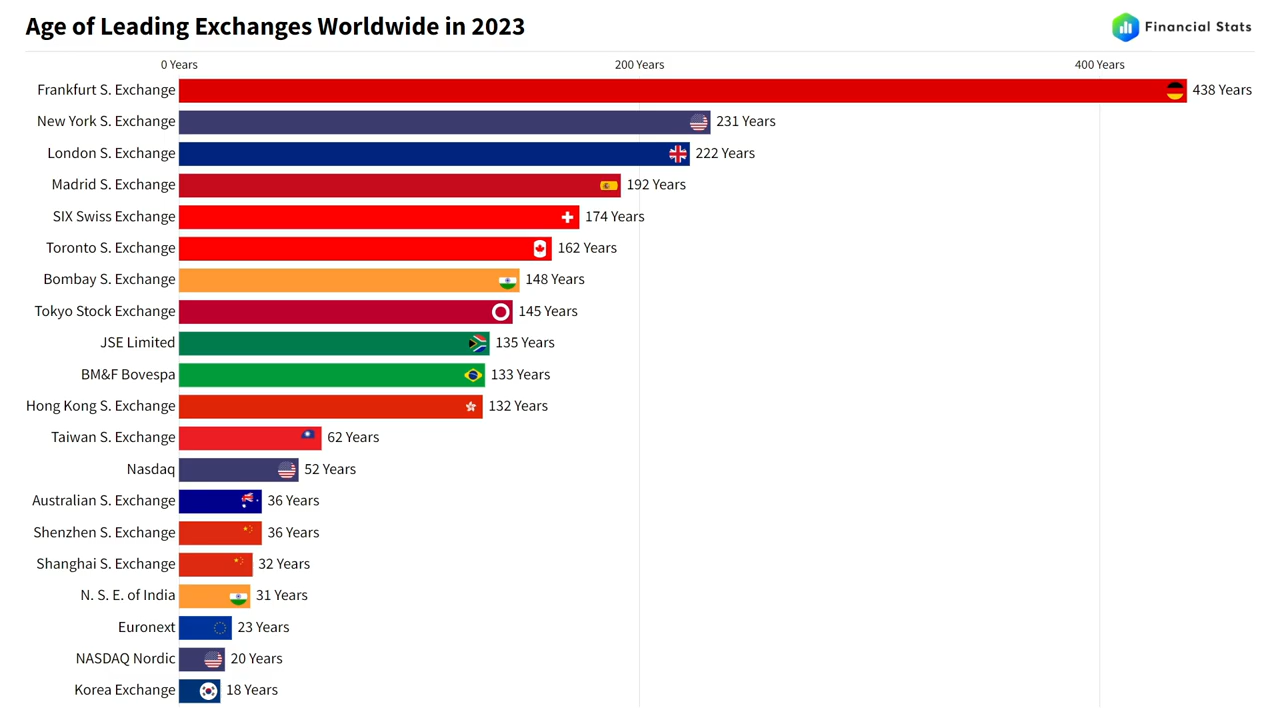 Age of Leading Exchanges Worldwide in 2023
Financial Stats
0 Years 200 Years 400 Years
Frankfurt S. Exchange 438 Years
New York S. Exchange 231 Years
London S. Exchange 222 Years
Madrid S. Exchange 192 Years
SIX Swiss Exchange 174 Years
Toronto S. Exchange 162 Years
Bombay S. Exchange 148 Years
Tokyo Stock Exchange 145 Years
JSE Limited 135 Years
BM&F Bovespa 133 Years
Hong Kong S. Exchange 132 Years
Taiwan S. Exchange 62 Years
Nasdaq 52 Years
Australian S. Exchange 36 Years
Shenzhen S. Exchange 36 Years
Shanghai S. Exchange 32 Years
N. S. E. of India 31 Years
Euronext 23 Years
NASDAQ Nordic 20 Years
Korea Exchange 18 Years